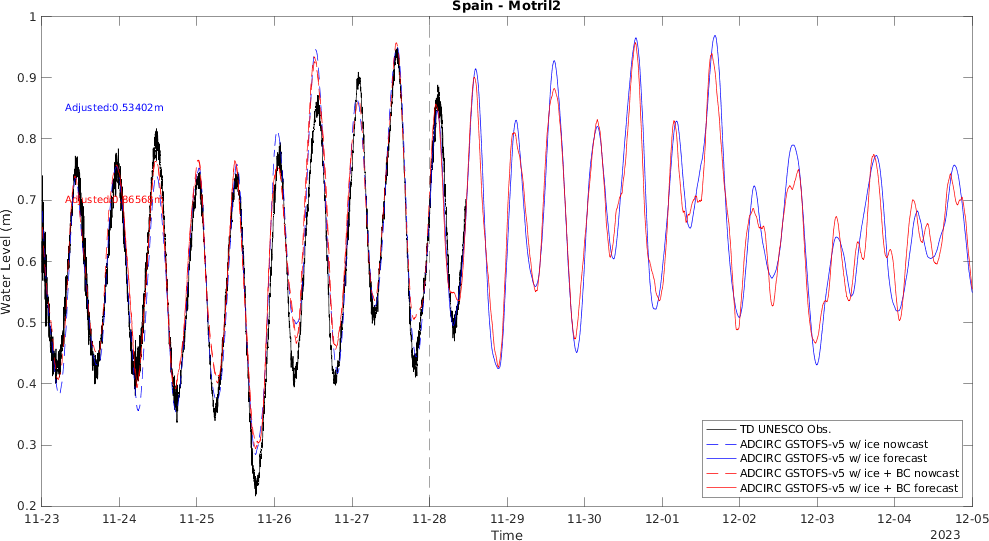 Spain - Motril2
Water Level (m)
1
0.9
0.8
0.7
0.6
0.5
0.4
0.3
0.2
Adjusted:0.53402m
TD UNESCO Obs.
ADCIRC GSTOFS-v5 w/ ice nowcast
ADCIRC GSTOFS-v5 w/ ice forecast
ADCIRC GSTOFS-v5 w/ ice + BC nowcast
ADCIRC GSTOFS-v5 w/ ice + BC forecast
11-23 11-24 11-25 11-26 11-27 11-28 11-29 11-30 12-01 12-02 12-03 12-04 12-05
Time
2023